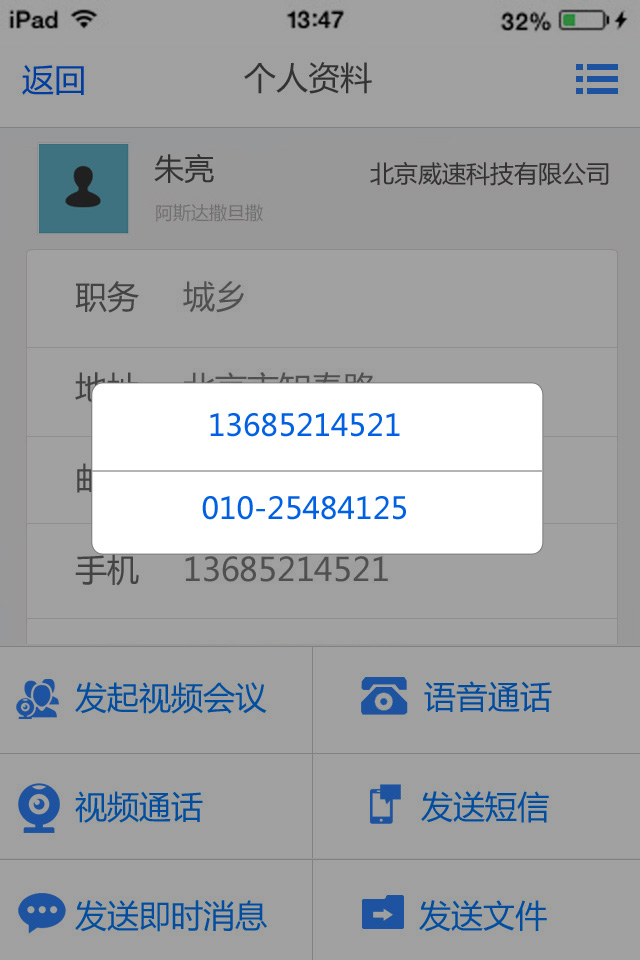 iPad 13:47 32%
返回 个人资料
朱亮 北京威速科技有限公司
阿斯达撒旦撒
职务 城乡
地址
13685214521
010-25484125
手机 13685214521
发起视频会议 语音通话
视频通话 发送短信
发送即时消息 发送文件